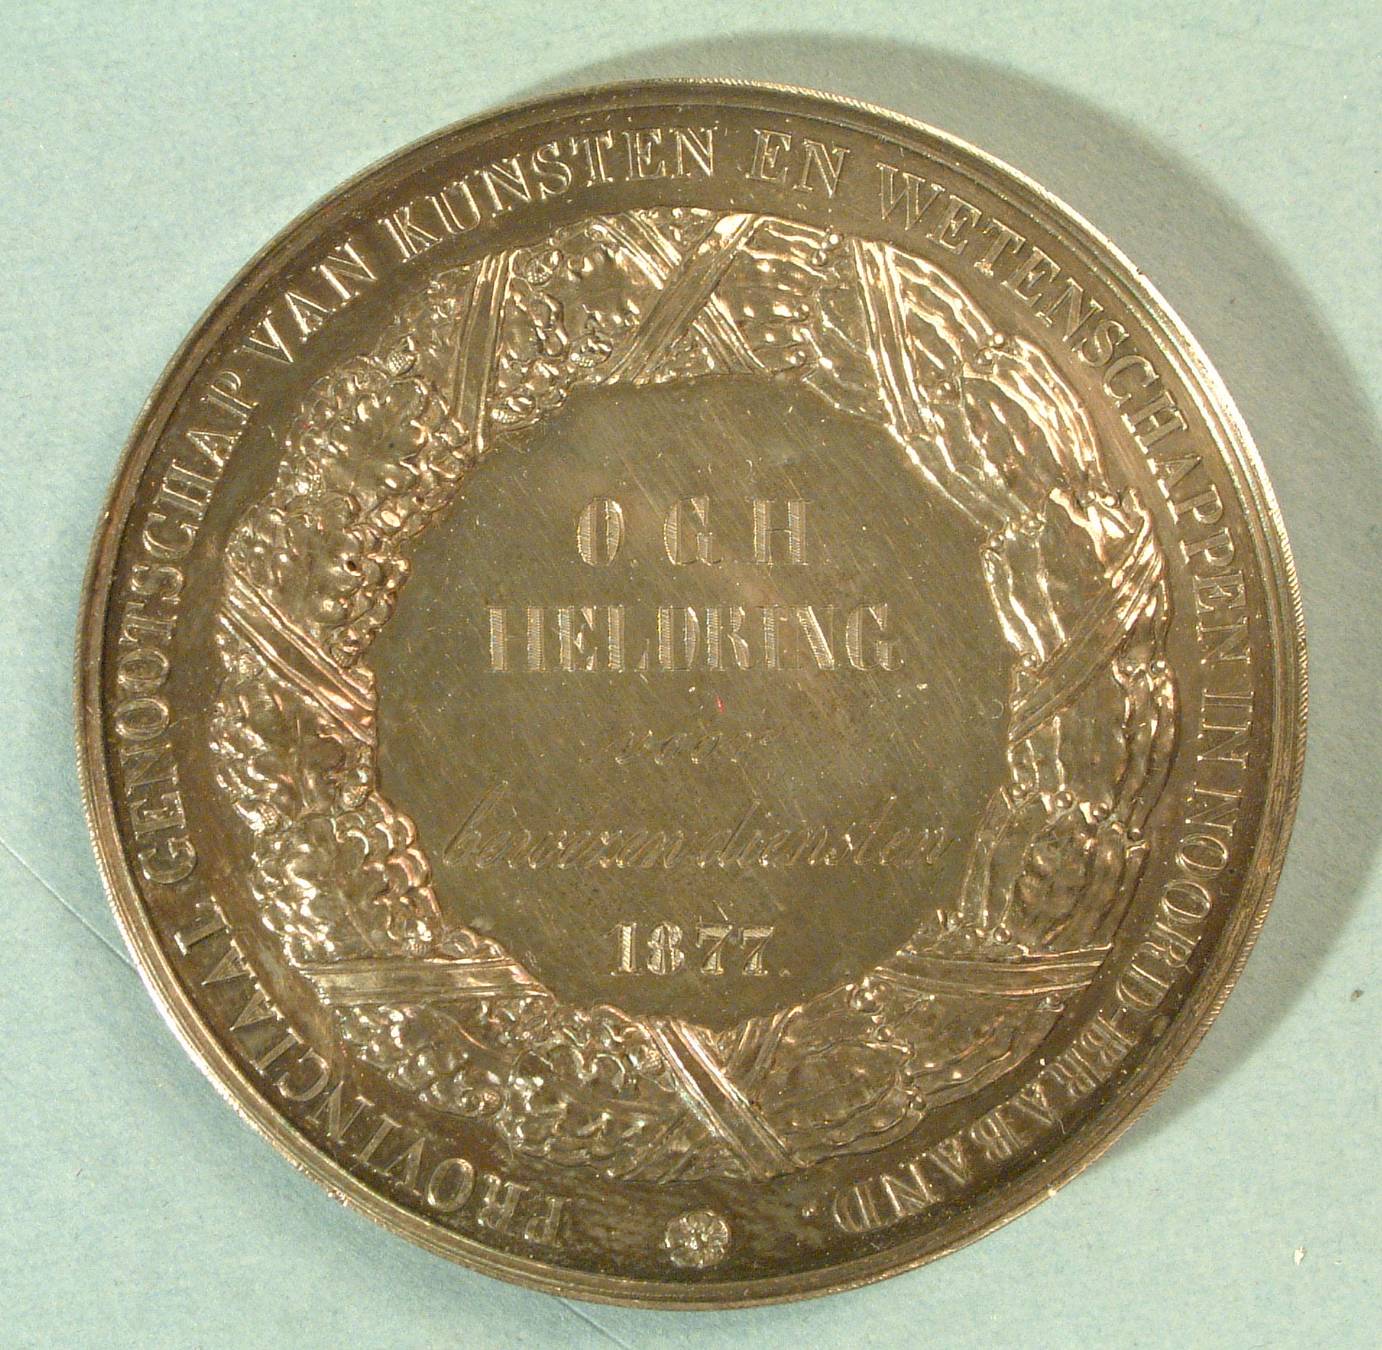 PROVINCIAAL GENOOTSCHAP VAN KUNSTEN EN WETENSCHAPPEN IN NOORD-BRABAND.
O. G H
HELDRING
voor
bewezen diensten
1877.